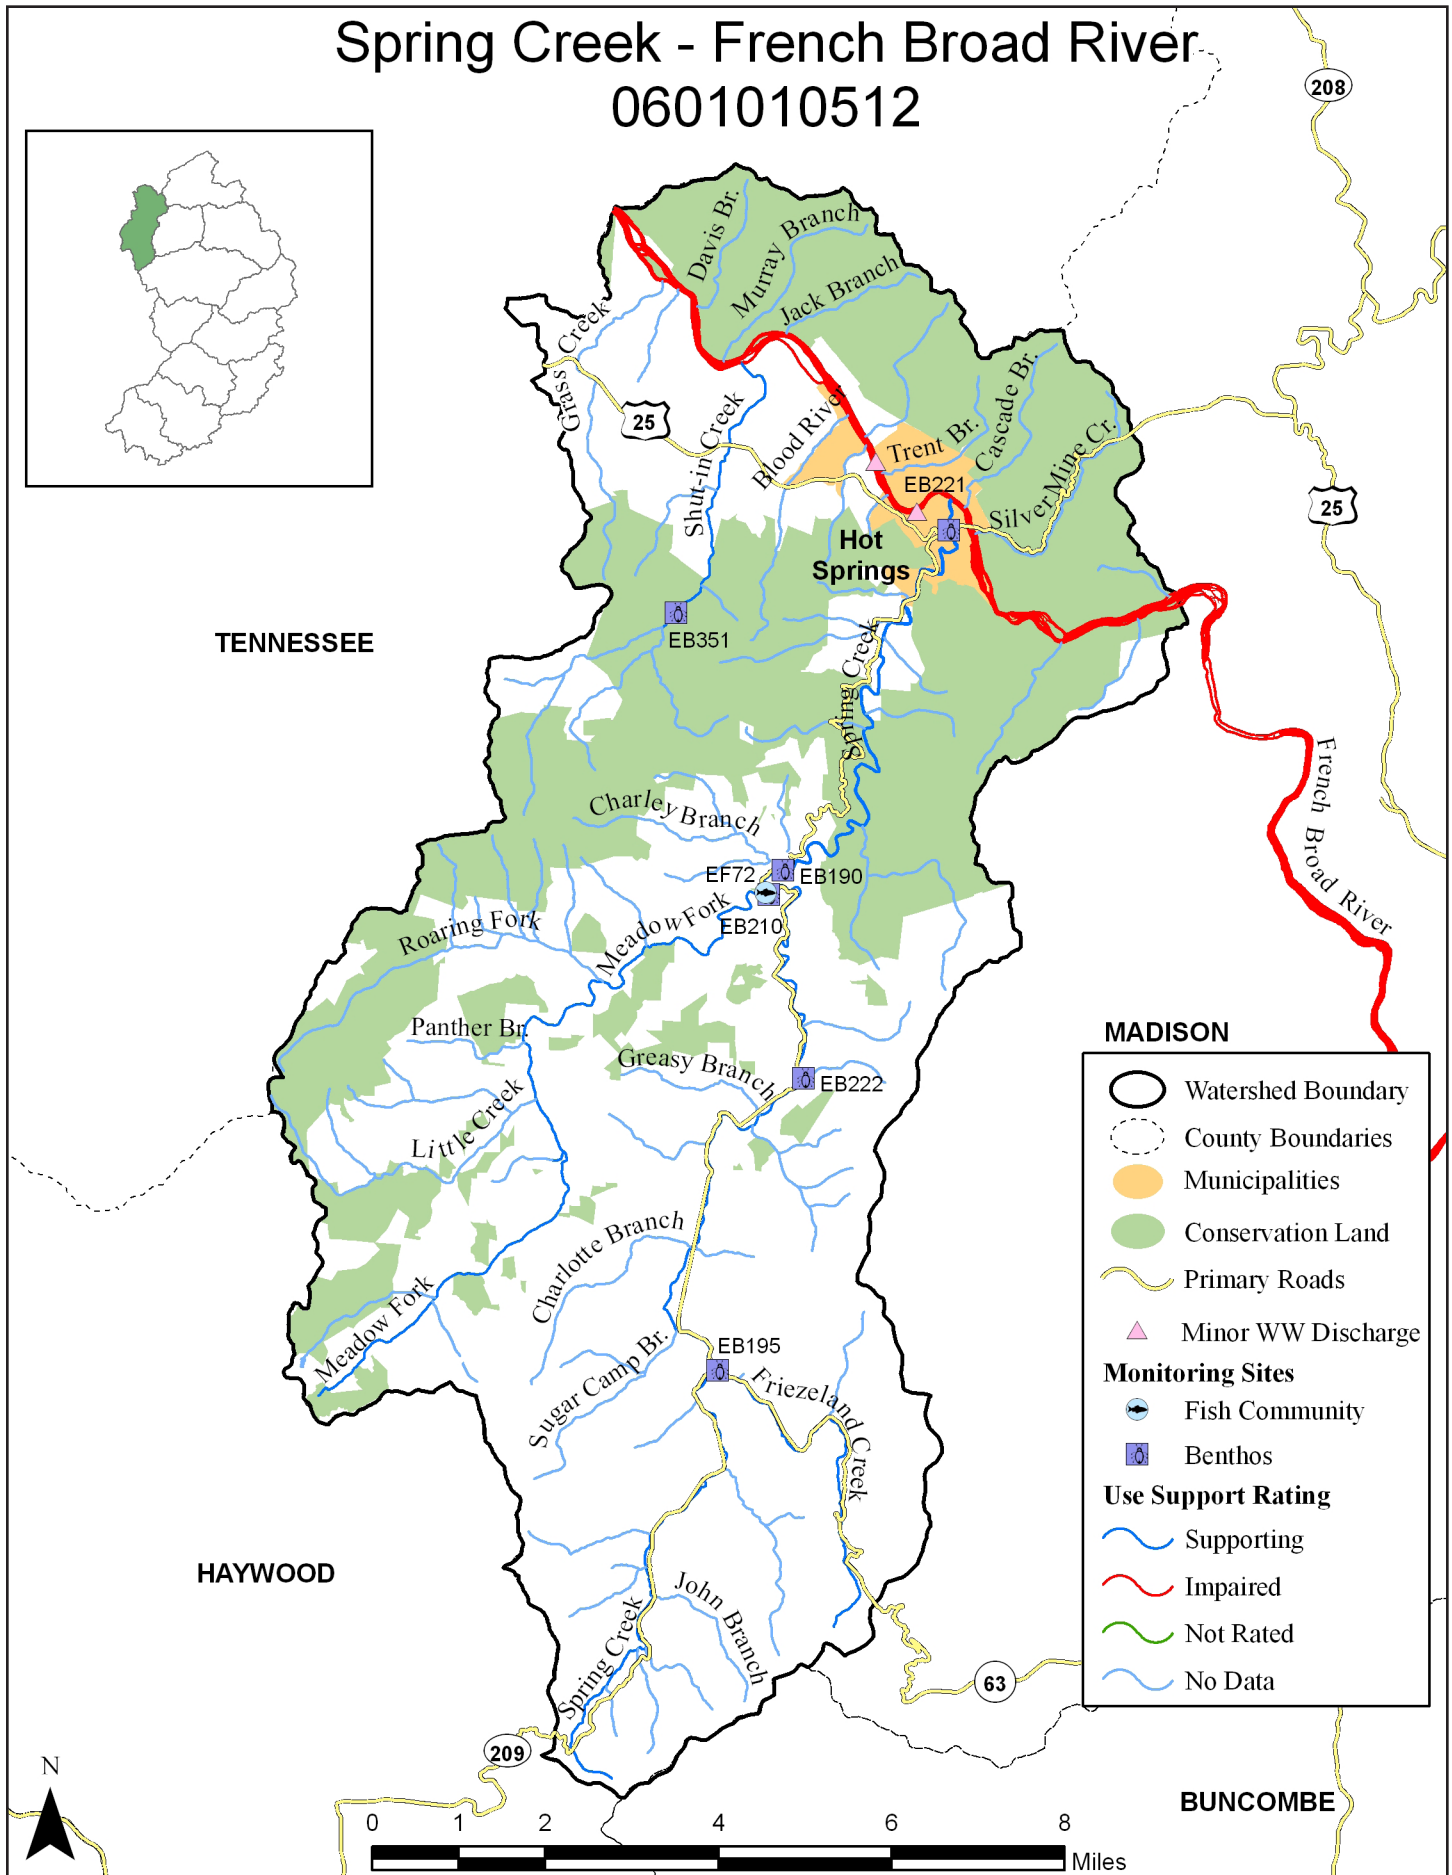 Spring Creek - French Broad River
0601010512
208
Davis Br.
Murray Branch
Jack Branch
Grass Creek
25
Shut-in Creek
Blood River
Trent Br.
Cascade Br.
Silver Mine Cr.
EB221
25
Hot
Springs
TENNESSEE
EB351
Spring Creek
Spring Creek
French Broad River
Charley Branch
EF72
EB190
EB210
Meadow Fork
Roaring Fork
Panther Br.
Greasy Branch
EB222
Little Creek
Charlotte Branch
Meadow Fork
Sugar Camp Br.
EB195
Friezeland Creek
HAYWOOD
John Branch
Spring Creek
63
209
MADISON
Watershed Boundary
County Boundaries
Municipalities
Conservation Land
Primary Roads
Minor WW Discharge
Monitoring Sites
Fish Community
Benthos
Use Support Rating
Supporting
Impaired
Not Rated
No Data
BUNCOMBE
N
0 1 2 4 6 8
Miles